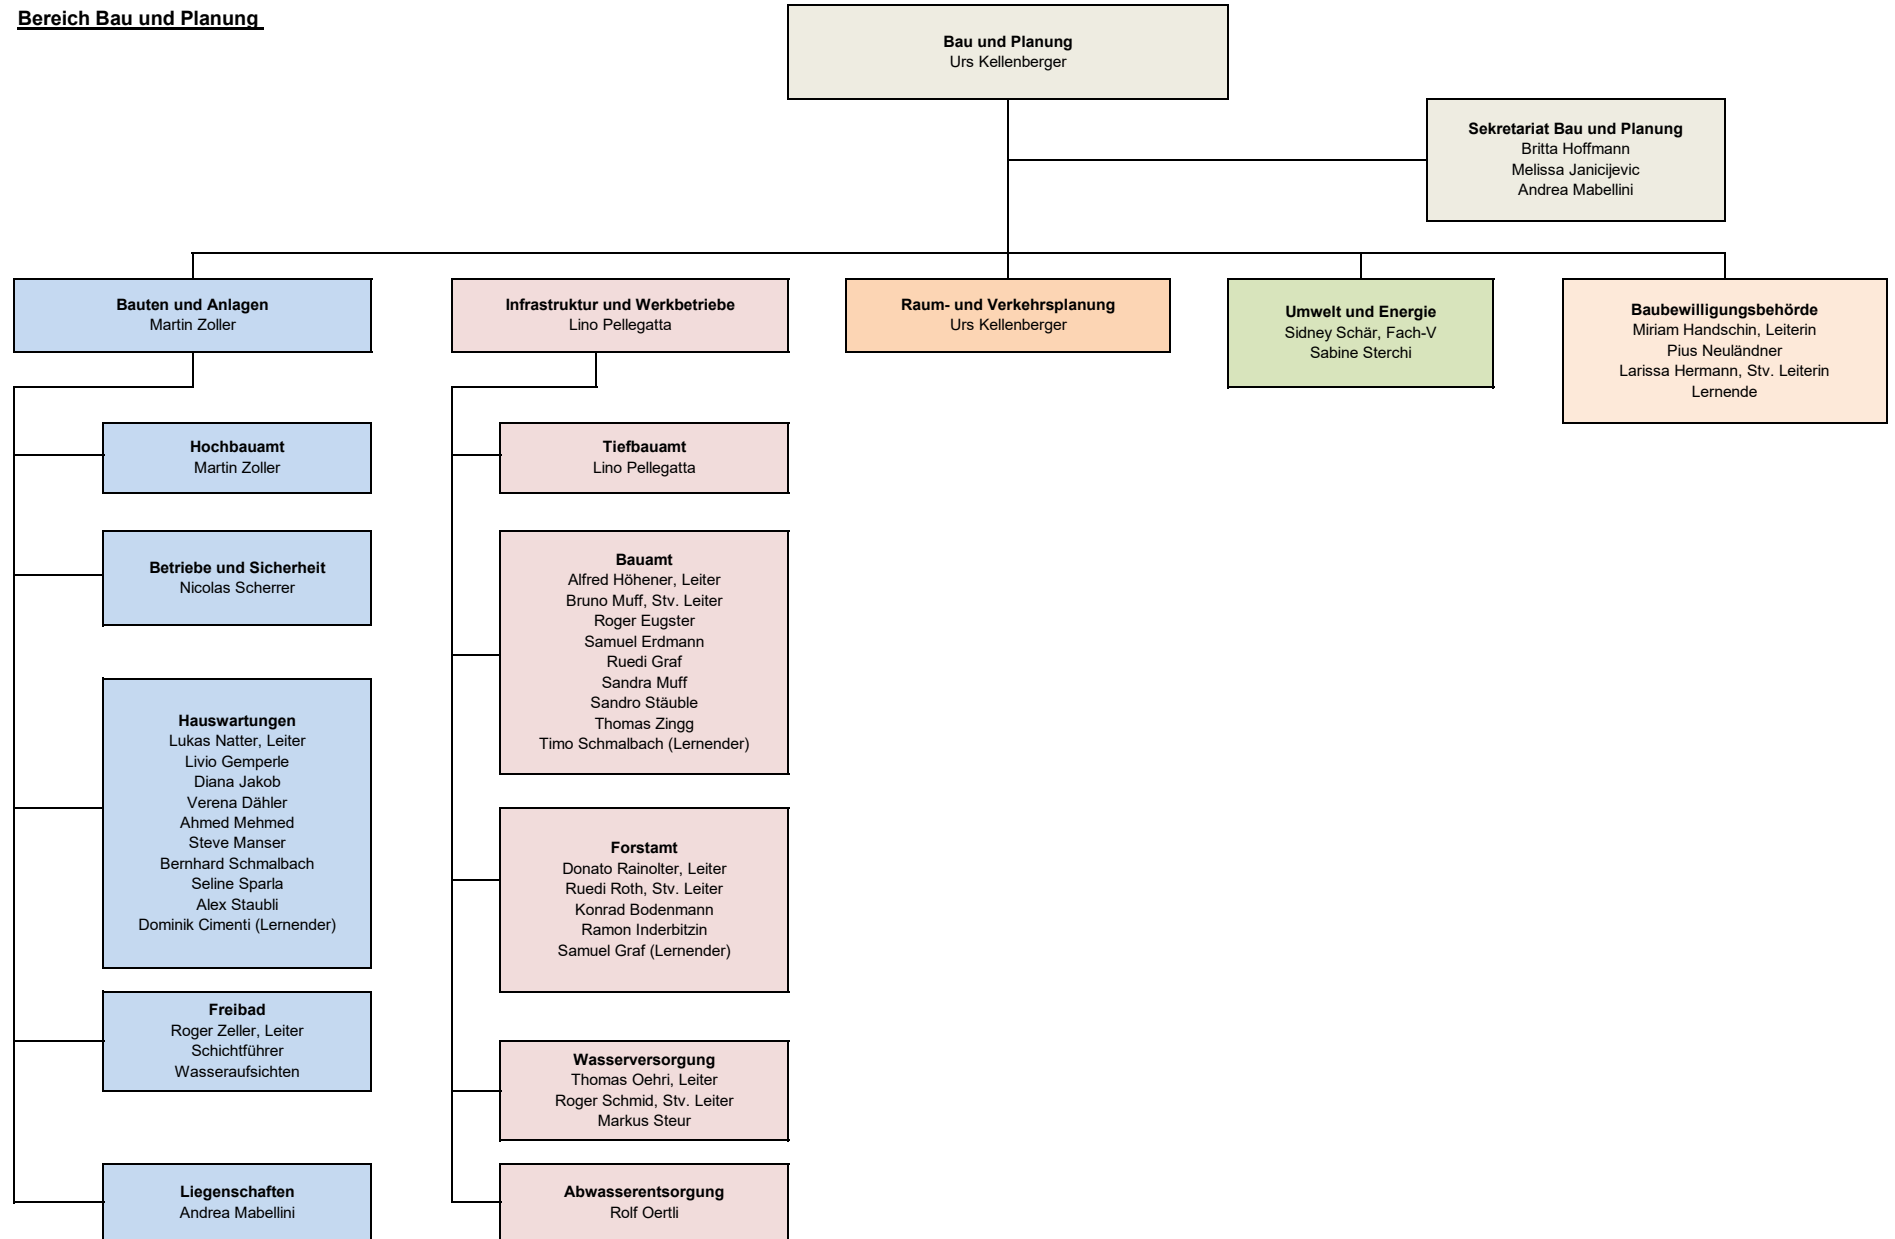 Bereich Bau und Planung
Bau und Planung
Urs Kellenberger
Sekretariat Bau und Planung
Britta Hoffmann
Melissa Janicijevic
Andrea Mabellini
Bauten und Anlagen
Martin Zoller
Infrastruktur und Werkbetriebe
Lino Pellegatta
Raum- und Verkehrsplanung
Urs Kellenberger
Umwelt und Energie
Sidney Schär, Fach-V
Sabine Sterchi
Baubewilligungsbehörde
Miriam Handschin, Leiterin
Pius Neuländner
Larissa Hermann, Stv. Leiterin
Lernende
Hochbauamt
Martin Zoller
Betriebe und Sicherheit
Nicolas Scherrer
Hauswartungen
Lukas Natter, Leiter
Livio Gemperle
Diana Jakob
Verena Dähler
Ahmed Mehmed
Steve Manser
Bernhard Schmalbach
Seline Sparla
Alex Staubli
Dominik Cimenti (Lernender)
Freibad
Roger Zeller, Leiter
Schichtführer
Wasseraufsichten
Liegenschaften
Andrea Mabellini
Tiefbauamt
Lino Pellegatta
Bauamt
Alfred Höhener, Leiter
Bruno Muff, Stv. Leiter
Roger Eugster
Samuel Erdmann
Ruedi Graf
Sandra Muff
Sandro Stäuble
Thomas Zingg
Timo Schmalbach (Lernender)
Forstamt
Donato Rainolter, Leiter
Ruedi Roth, Stv. Leiter
Konrad Bodenmann
Ramon Inderbitzin
Samuel Graf (Lernender)
Wasserversorgung
Thomas Oehri, Leiter
Roger Schmid, Stv. Leiter
Markus Steur
Abwasserentsorgung
Rolf Oertli